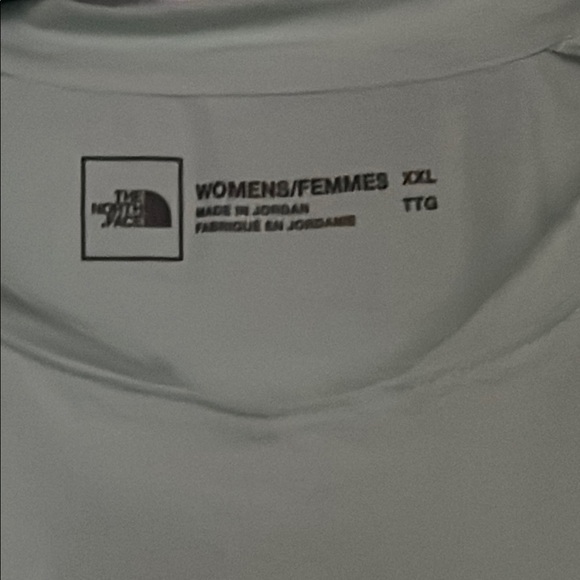 THE
NORTH
FACE
WOMENS/FEMMES XXL
MADE IN JORDAN TTG
FABRIQUÉ EN JORDANIE